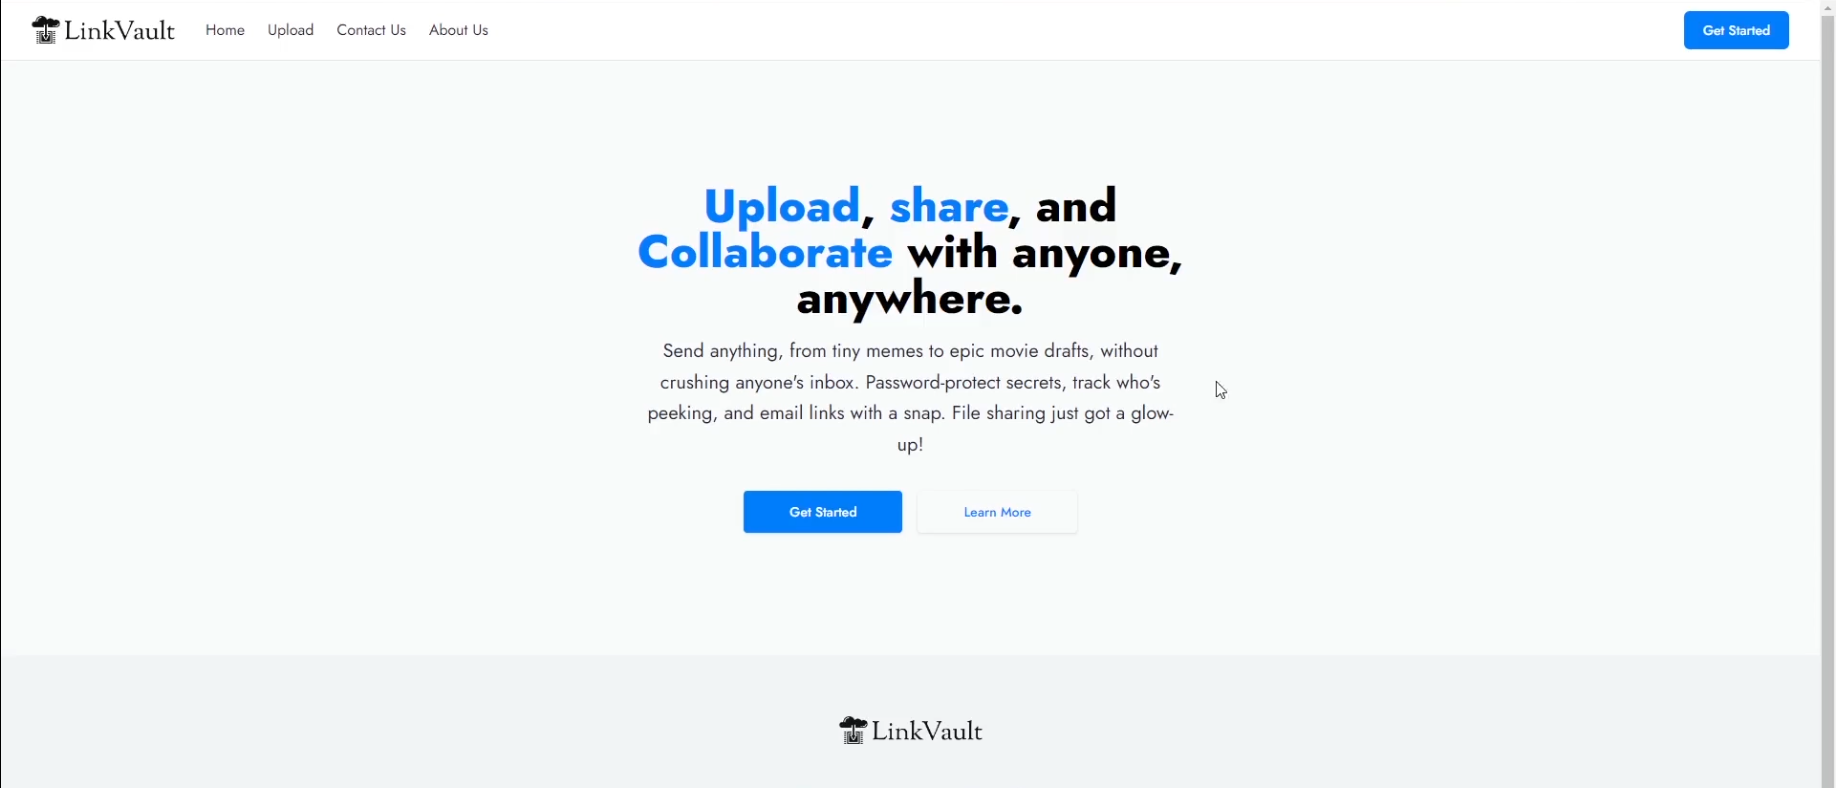 LinkVault Home Upload Contact Us About Us Get Started
Upload, share, and
Collaborate with anyone,
anywhere.
Send anything, from tiny memes to epic movie drafts, without
crushing anyone's inbox. Password-protect secrets, track who's
peeking, and email links with a snap. File sharing just got a glow-
up!
Get Started Learn More
LinkVault